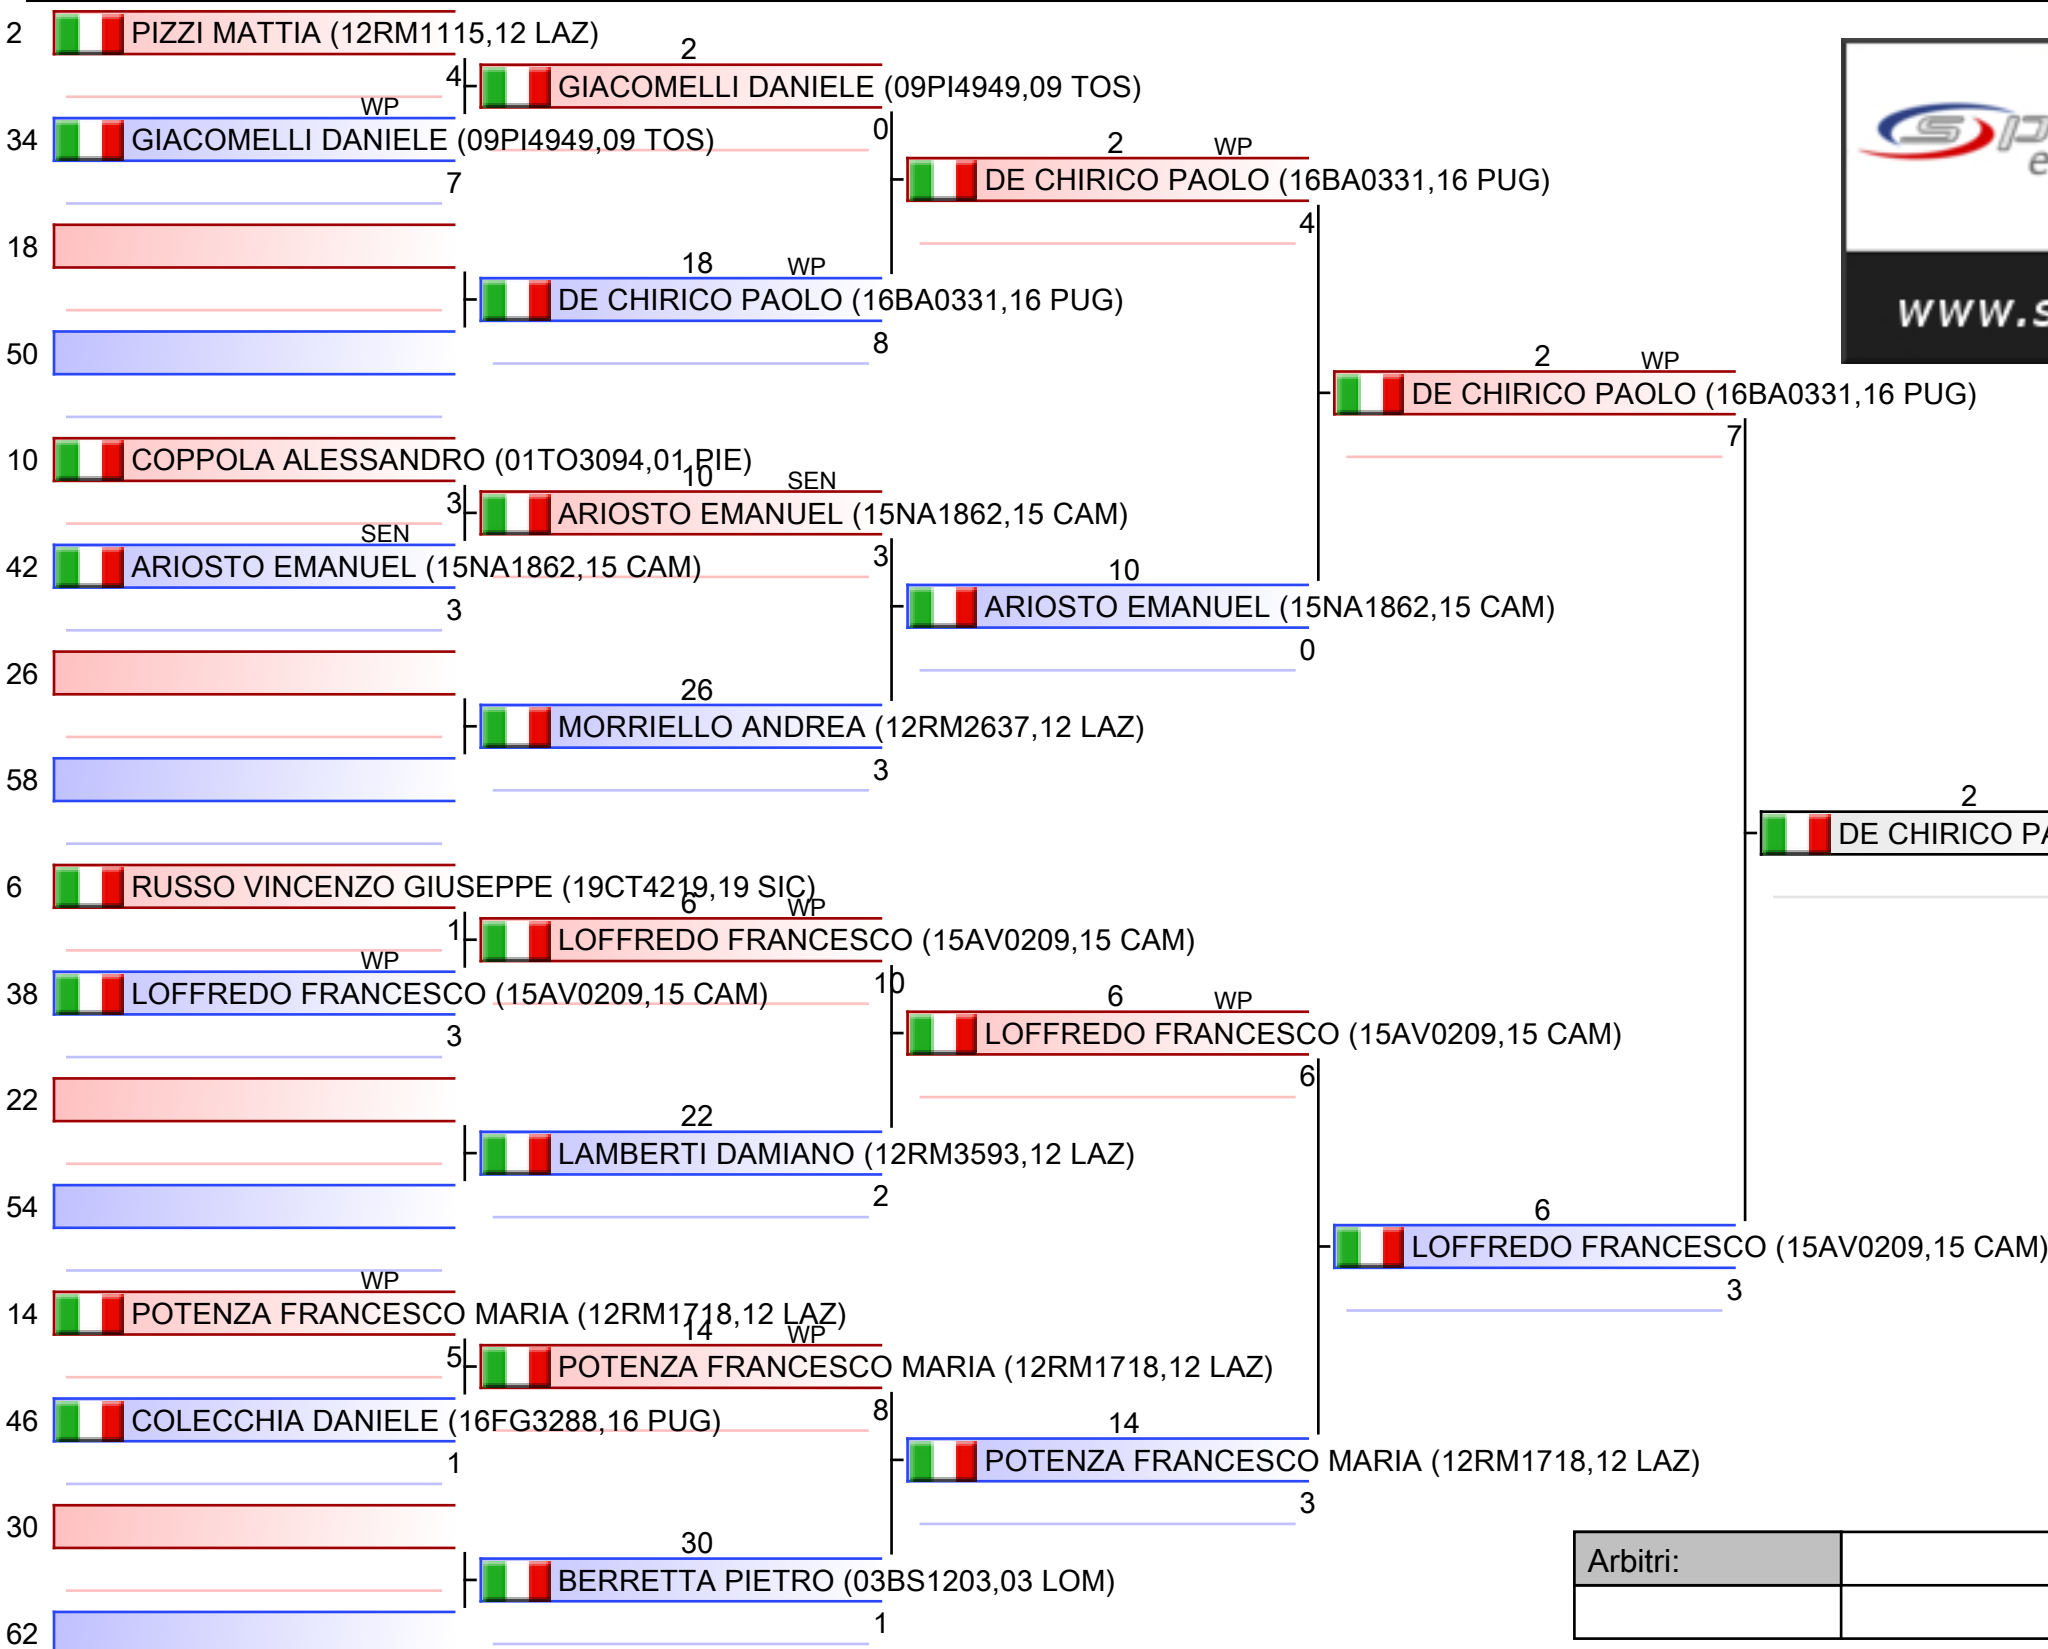 2 PIZZI MATTIA (12RM1115,12 LAZ)
2
4 GIACOMELLI DANIELE (09PI4949,09 TOS)
WP
34 GIACOMELLI DANIELE (09PI4949,09 TOS)
0
7
2 WP
DE CHIRICO PAOLO (16BA0331,16 PUG)
4
18
18 WP
DE CHIRICO PAOLO (16BA0331,16 PUG)
8
50
2 WP
DE CHIRICO PAOLO (16BA0331,16 PUG)
7
www.s
10 COPPOLA ALESSANDRO (01TO3094,01 PIE)
10 SEN
3 ARIOSTO EMANUEL (15NA1862,15 CAM)
SEN
42 ARIOSTO EMANUEL (15NA1862,15 CAM)
3
3
10
ARIOSTO EMANUEL (15NA1862,15 CAM)
0
26
26
MORRIELLO ANDREA (12RM2637,12 LAZ)
3
58
2
DE CHIRICO PA
6 RUSSO VINCENZO GIUSEPPE (19CT4219,19 SIC)
6 WP
1 LOFFREDO FRANCESCO (15AV0209,15 CAM)
WP
38 LOFFREDO FRANCESCO (15AV0209,15 CAM)
10
3
6 WP
LOFFREDO FRANCESCO (15AV0209,15 CAM)
6
22
22
LAMBERTI DAMIANO (12RM3593,12 LAZ)
2
54
6
LOFFREDO FRANCESCO (15AV0209,15 CAM)
3
WP
14 POTENZA FRANCESCO MARIA (12RM1718,12 LAZ)
14 WP
5 POTENZA FRANCESCO MARIA (12RM1718,12 LAZ)
46 COLECCHIA DANIELE (16FG3288,16 PUG)
8
1
14
POTENZA FRANCESCO MARIA (12RM1718,12 LAZ)
3
30
30
BERRETTA PIETRO (03BS1203,03 LOM)
1
62
Arbitri: